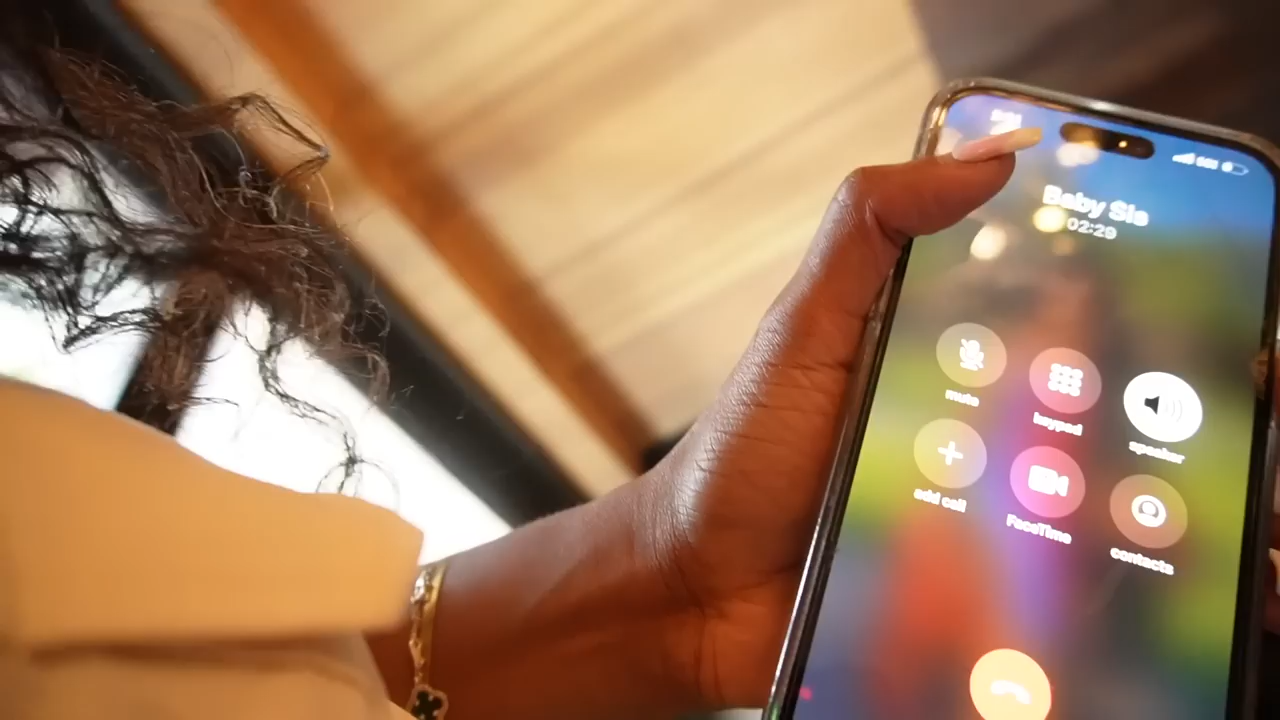 Baby Sis
02:29
mute
keypad
speaker
add call
FaceTime
contacts